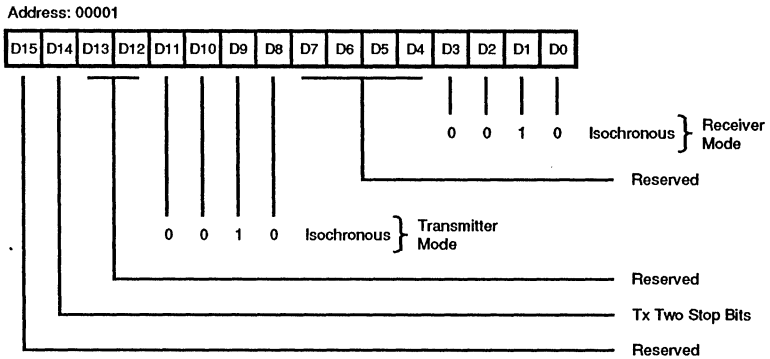 Address: 00001
D15 D14 D13 D12 D11 D10 D9 D8 D7 D6 D5 D4 D3 D2 D1 D0
0 0 1 0 Isochronous } Receiver
Mode
Reserved
0 0 1 0 Isochronous } Transmitter
Mode
Reserved
Tx Two Stop Bits
Reserved